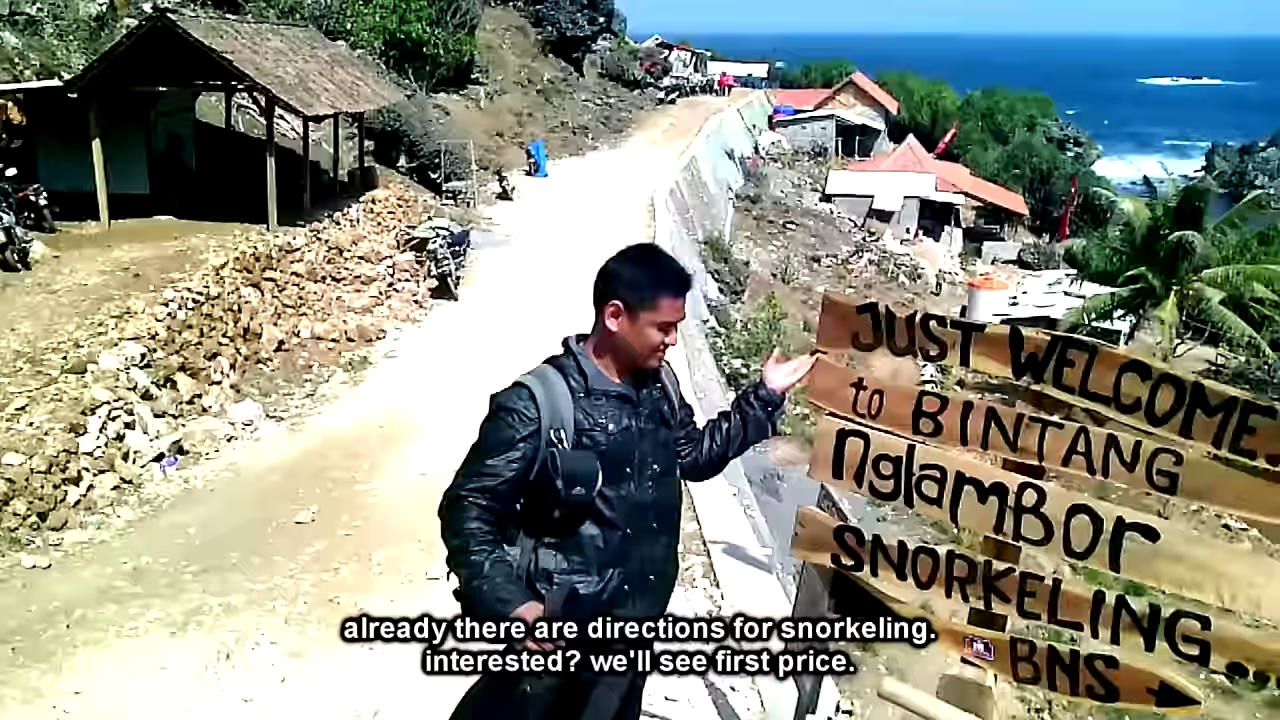 JUST WELCOME.
to BINTANG
NglamBor
SNORKELING...
BNS
already there are directions for snorkeling.
interested? we'll see first price.